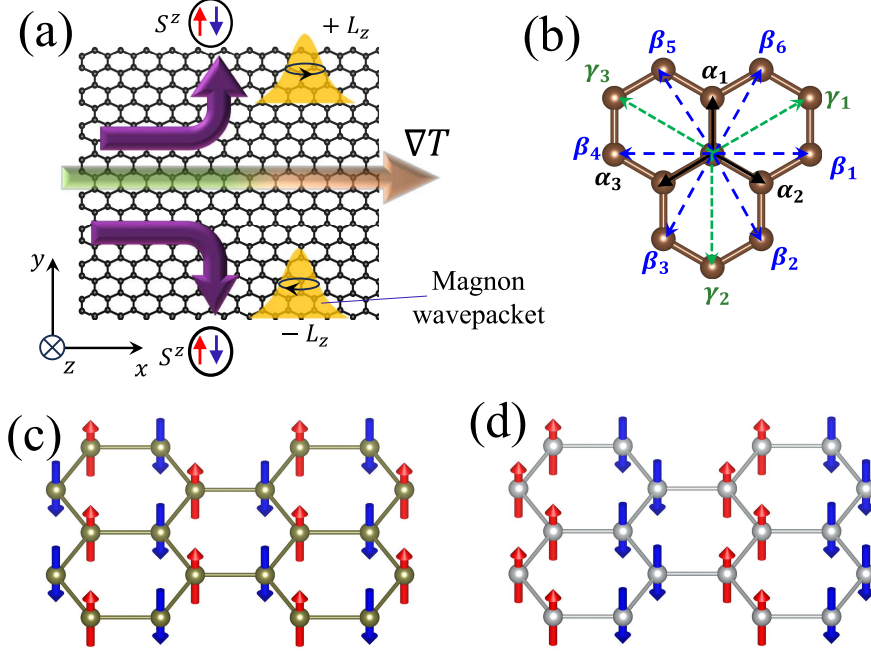 (a)
S^z
+ L_z
∇T
y
z
x
Magnon
wavepacket
− L_z
S^z
(b)
β₅
β₆
γ₃
α₁
γ₁
β₄
β₁
α₃
α₂
β₃
β₂
γ₂
(c)
(d)